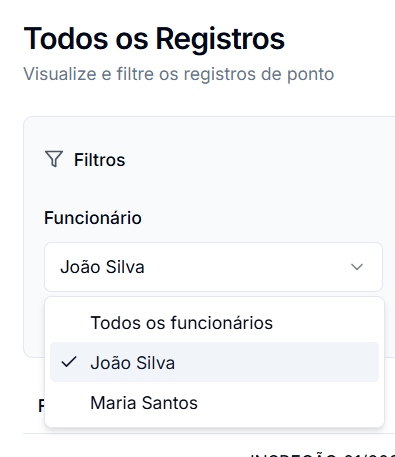 Todos os Registros
Visualize e filtre os registros de ponto
Filtros
Funcionário
João Silva
Todos os funcionários
João Silva
Maria Santos